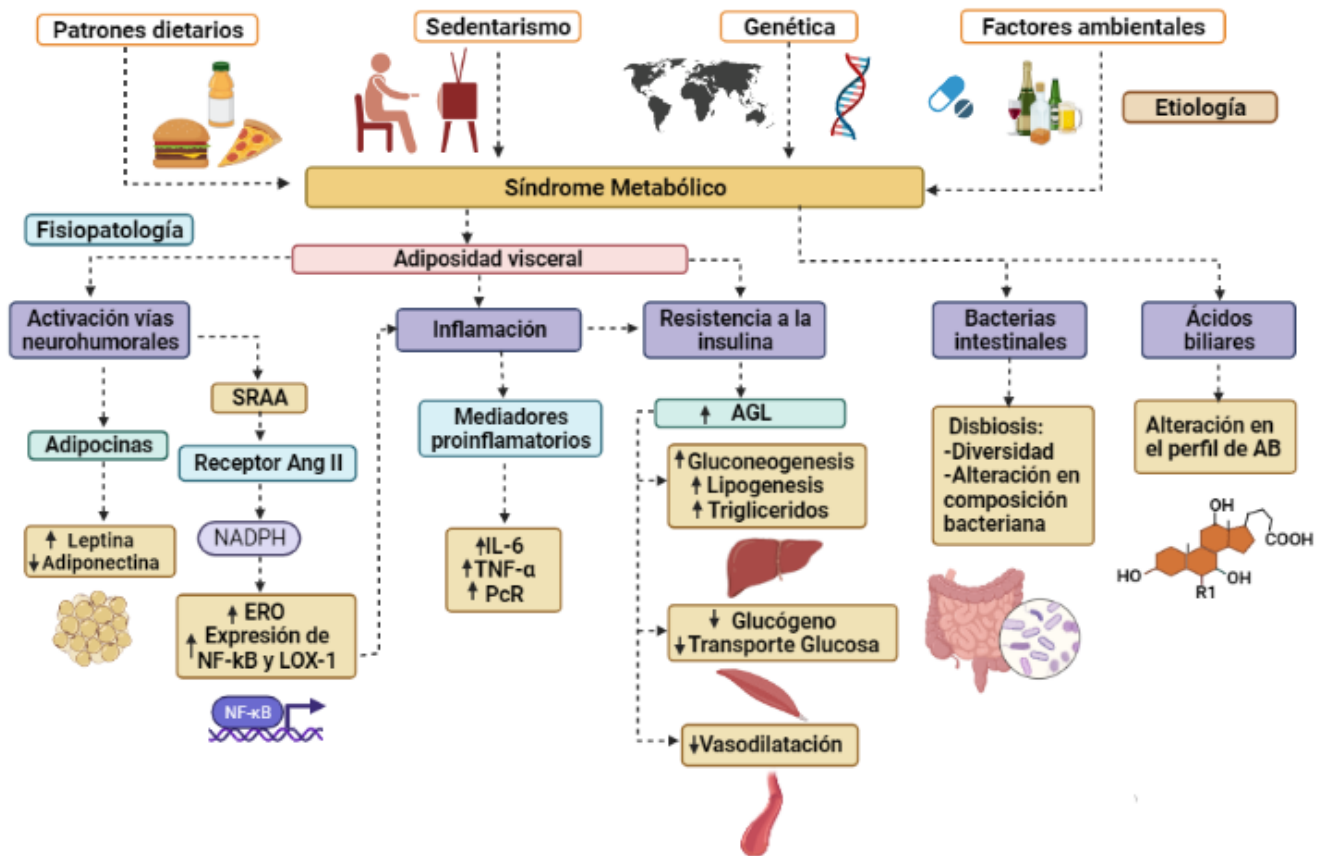 Patrones dietarios
Sedentarismo
Genética
Factores ambientales
Etiología
Síndrome Metabólico
Fisiopatología
Adiposidad visceral
Activación vías
neurohumorales
Inflamación
Resistencia a la
insulina
Bacterias
intestinales
Ácidos
biliares
SRAA
Adipocinas
Receptor Ang II
NADPH
↑ Leptina
↓Adiponectina
↑ ERO
↑ Expresión de
NF-kB y LOX-1
NF-κB
Mediadores
proinflamatorios
↑IL-6
↑TNF-α
↑ PcR
↑ AGL
↑Gluconeogenesis
↑ Lipogenesis
↑ Trigliceridos
↓ Glucógeno
↓Transporte Glucosa
↓Vasodilatación
Disbiosis:
-Diversidad
-Alteración en
composición
bacteriana
Alteración en
el perfil de AB
OH
COOH
HO
OH
R1